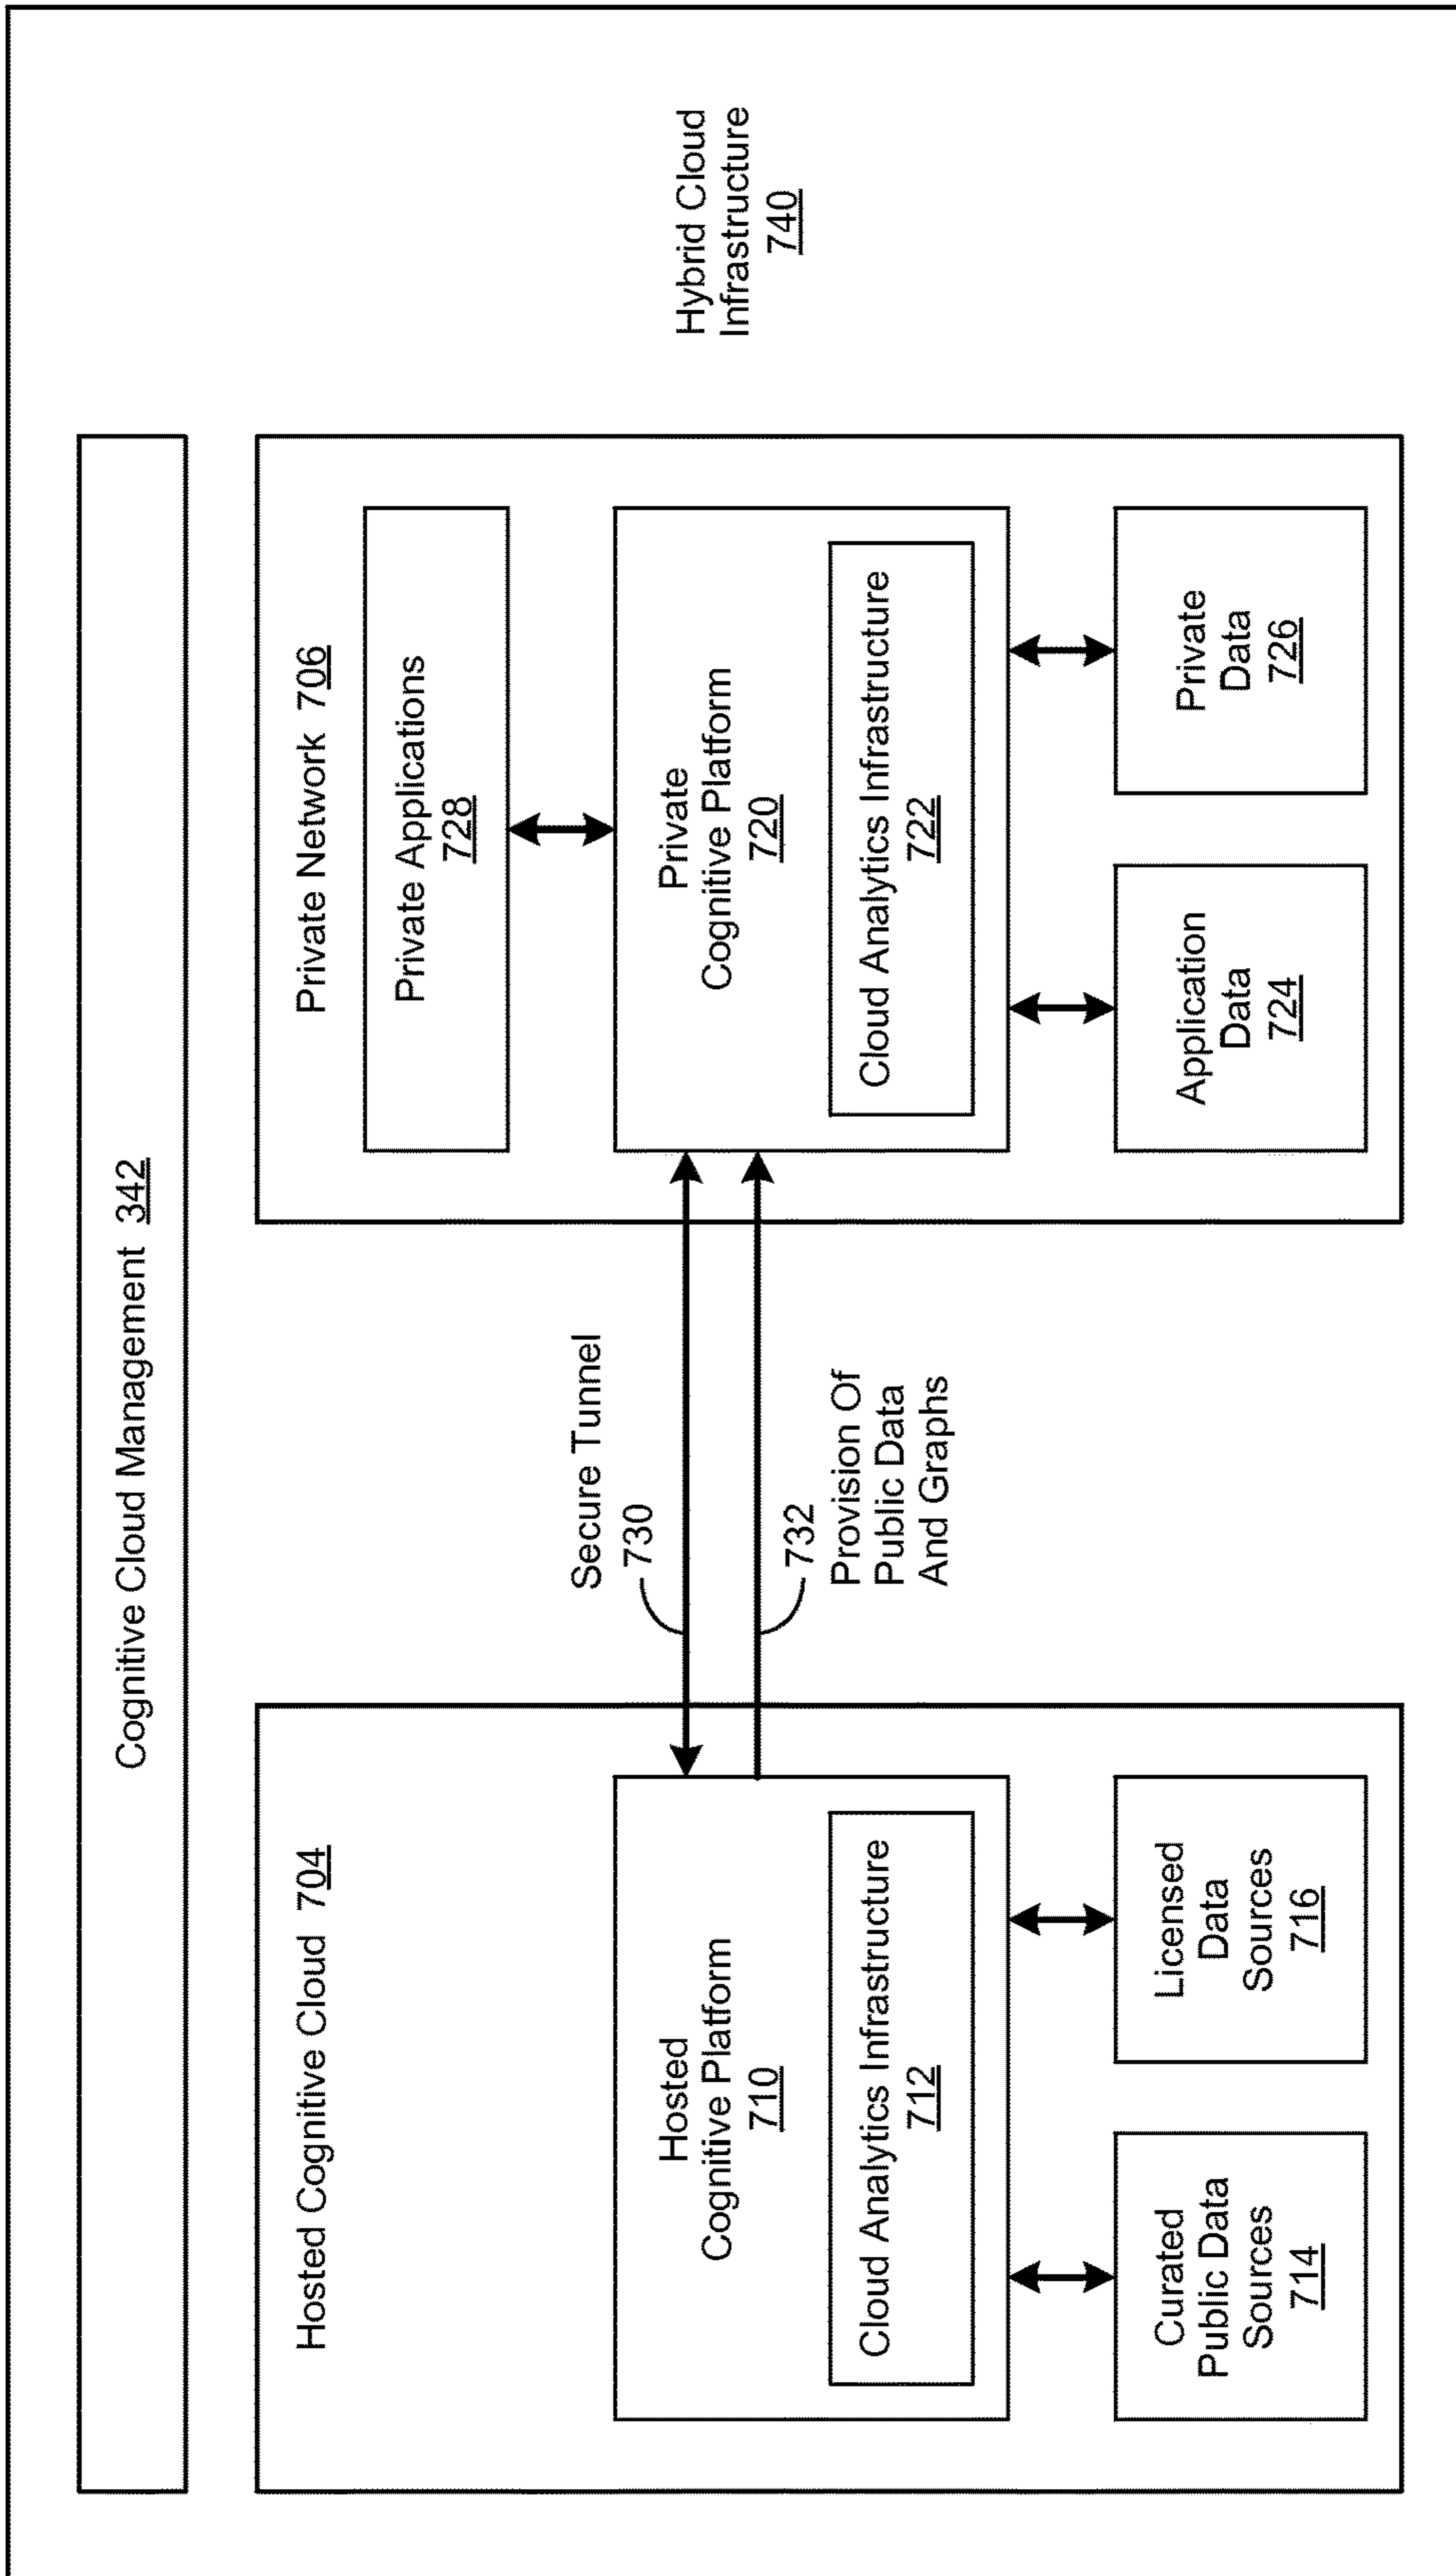 Cognitive Cloud Management 342
Hosted Cognitive Cloud 704
Hosted
Cognitive Platform
710
Cloud Analytics Infrastructure
712
Curated
Public Data
Sources
714
Licensed
Data
Sources
716
Secure Tunnel
730
732
Provision Of
Public Data
And Graphs
Private Network 706
Private Applications
728
Private
Cognitive Platform
720
Cloud Analytics Infrastructure
722
Application
Data
724
Private
Data
726
Hybrid Cloud
Infrastructure
740